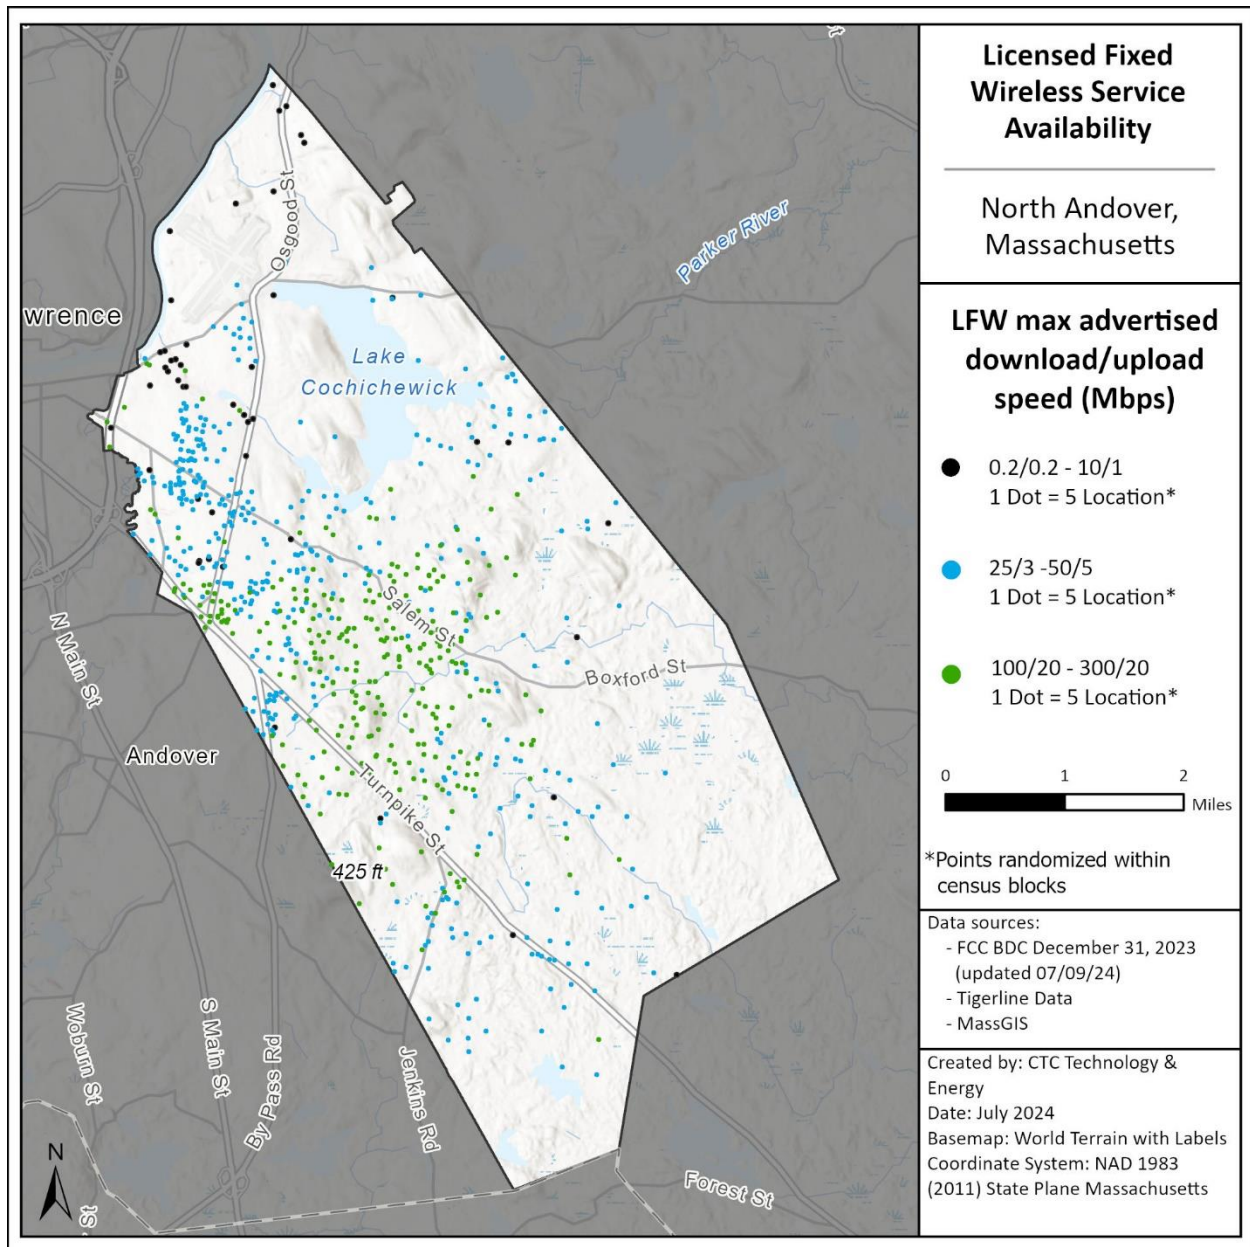 Licensed Fixed
Wireless Service
Availability
North Andover,
Massachusetts
LFW max advertised
download/upload
speed (Mbps)
0.2/0.2 - 10/1
1 Dot = 5 Location*
25/3 -50/5
1 Dot = 5 Location*
100/20 - 300/20
1 Dot = 5 Location*
0 1 2
Miles
*Points randomized within
census blocks
Data sources:
- FCC BDC December 31, 2023
(updated 07/09/24)
- Tigerline Data
- MassGIS
Created by: CTC Technology &
Energy
Date: July 2024
Basemap: World Terrain with Labels
Coordinate System: NAD 1983
(2011) State Plane Massachusetts
St
Osgood St
Parker River
wrence
Lake
Cochichewick
Salem St
Boxford St
N Main St
Andover
Turnpike St
425 ft
Woburn St
S Main St
By Pass Rd
Jenkins Rd
Forest St
N
St